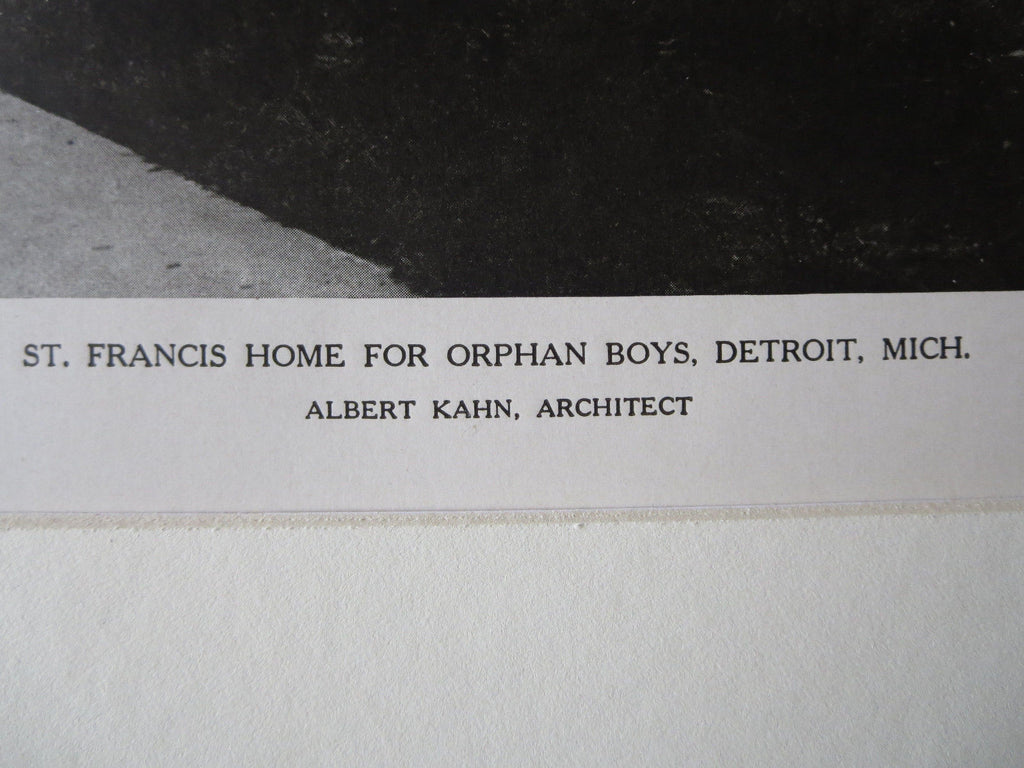 ST. FRANCIS HOME FOR ORPHAN BOYS, DETROIT, MICH.
ALBERT KAHN, ARCHITECT